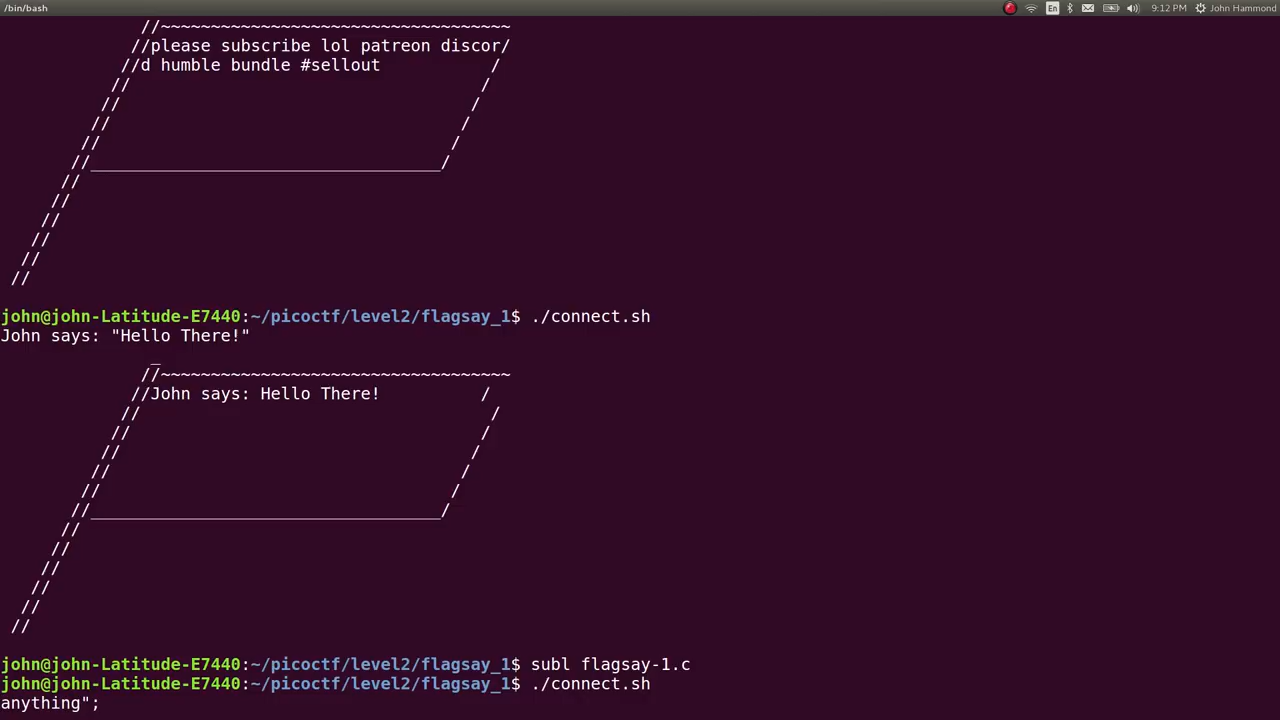 /bin/bash
En
9:12 PM
John Hammond
//~~~~~~~~~~~~~~~~~~~~~~~~~~~~~~~~~~~
//please subscribe lol patreon discor/
//d humble bundle #sellout           /
//                                   /
//                                   /
//                                   /
//                                   /
//___________________________________/
//
//
//
//
//
//
john@john-Latitude-E7440:~/picoctf/level2/flagsay_1$ ./connect.sh
John says: "Hello There!"
_
//~~~~~~~~~~~~~~~~~~~~~~~~~~~~~~~~~~~
//John says: Hello There!          /
//                                   /
//                                   /
//                                   /
//                                   /
//                                   /
//___________________________________/
//
//
//
//
//
//
john@john-Latitude-E7440:~/picoctf/level2/flagsay_1$ subl flagsay-1.c
john@john-Latitude-E7440:~/picoctf/level2/flagsay_1$ ./connect.sh
anything";